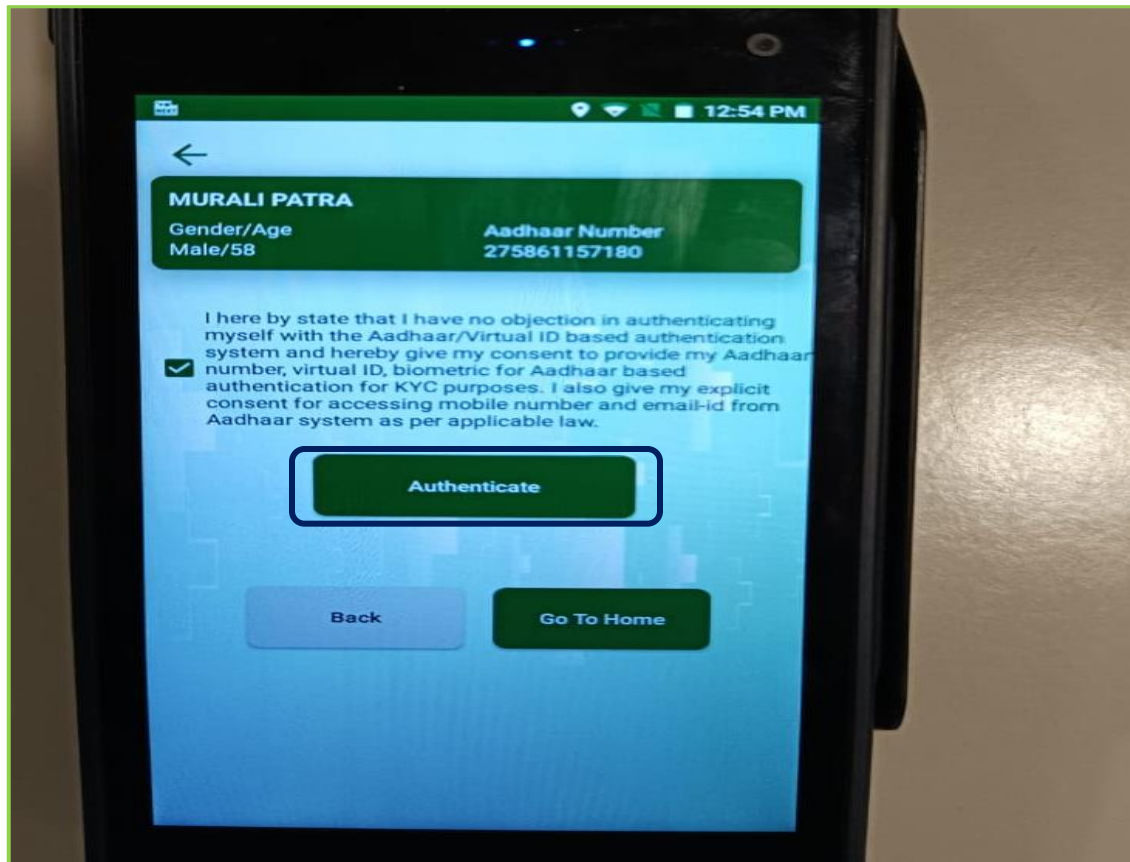 12:54 PM
MURALI PATRA
Gender/Age
Male/58
Aadhaar Number
275861157180
I here by state that I have no objection in authenticating
myself with the Aadhaar/Virtual ID based authentication
system and hereby give my consent to provide my Aadhaar
number, virtual ID, biometric for Aadhaar based
authentication for KYC purposes. I also give my explicit
consent for accessing mobile number and email-id from
Aadhaar system as per applicable law.
Authenticate
Back
Go To Home